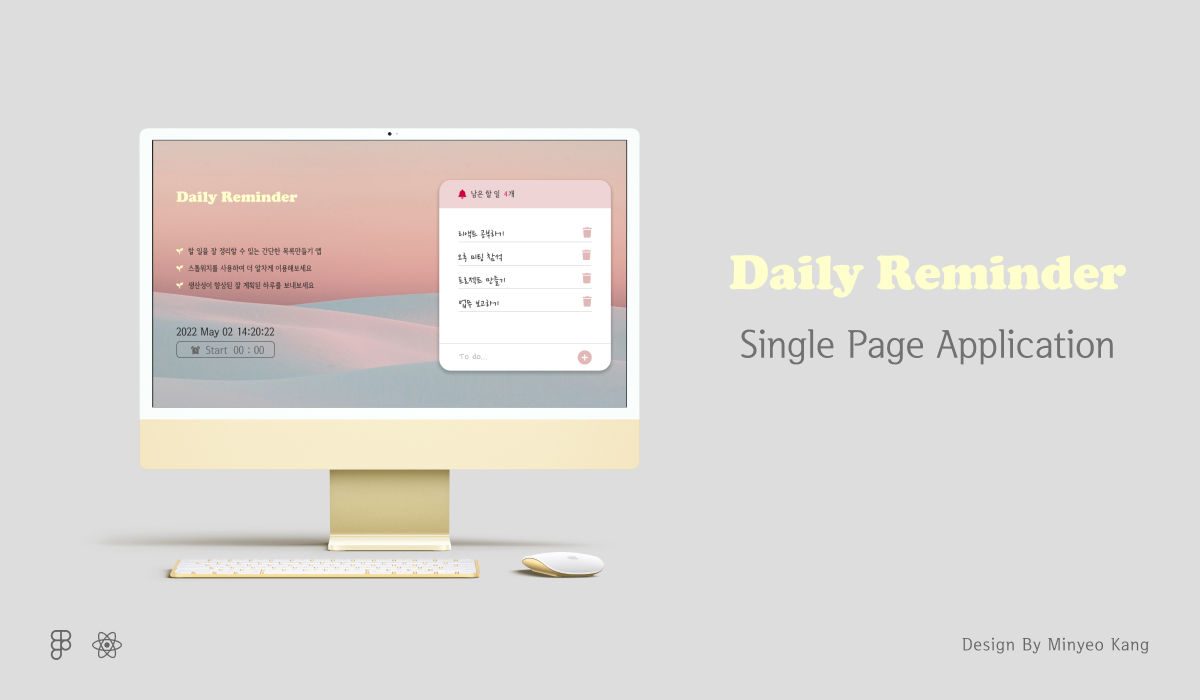 Daily Reminder
할 일을 잘 정리할 수 있는 간단한 목록만들기 앱
스톱워치를 사용하여 더 알차게 이용해보세요
생산성이 향상된 잘 계획된 하루를 보내보세요
2022 May 02 14:20:22
Start 00 : 00
남은 할 일 4개
리액트 공부하기
오후 미팅 참석
프로젝트 만들기
업무 보고하기
To do...
Daily Reminder
Single Page Application
Design By Minyeo Kang